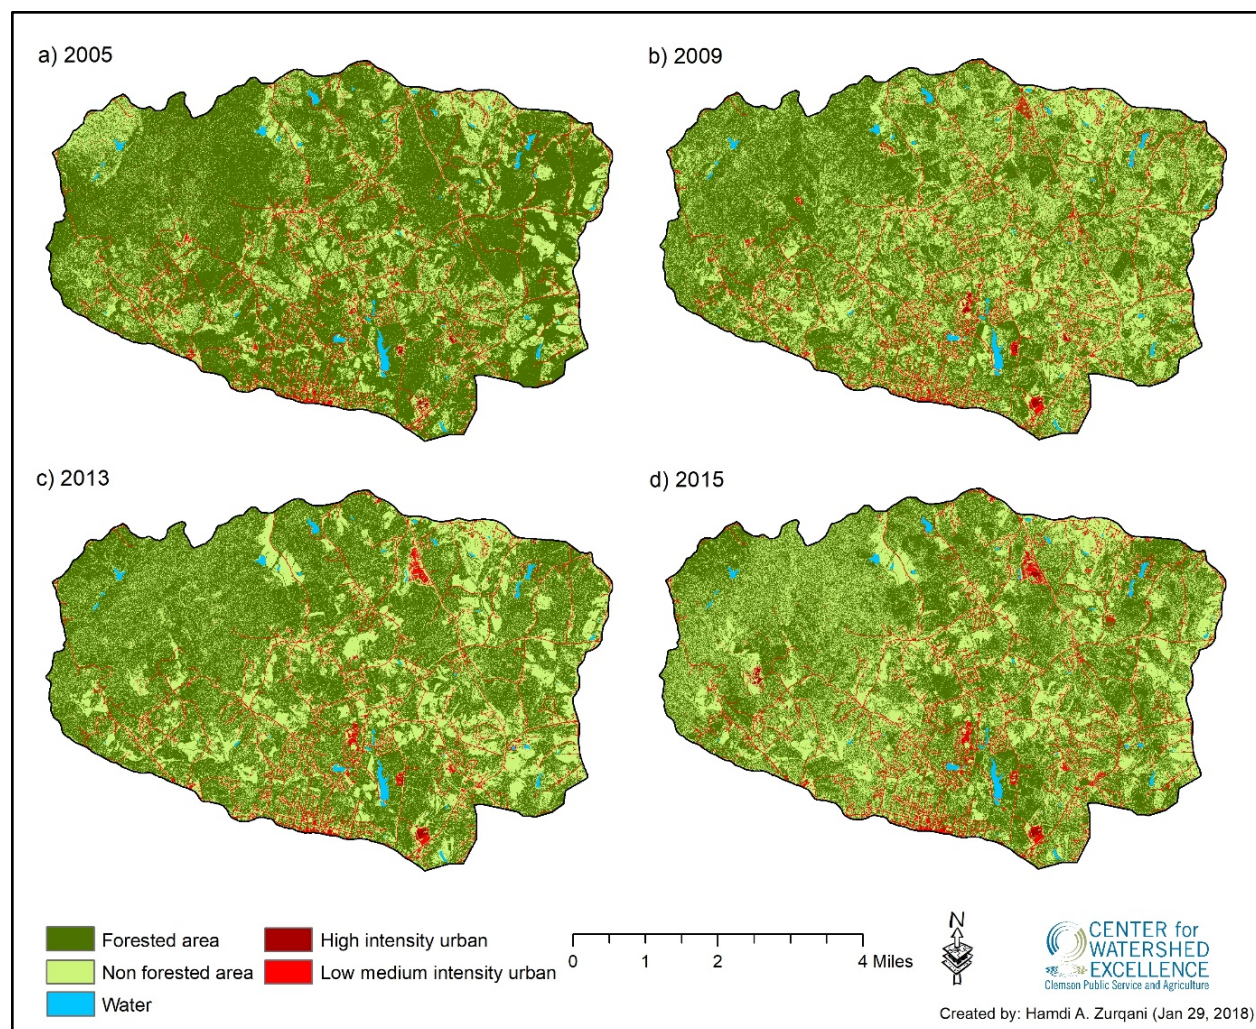 a) 2005
b) 2009
c) 2013
d) 2015
Forested area
High intensity urban
Non forested area
Low medium intensity urban
Water
0 1 2 4 Miles
N
CENTER for
WATERSHED
EXCELLENCE
Clemson Public Service and Agriculture
Created by: Hamdi A. Zurqani (Jan 29, 2018)